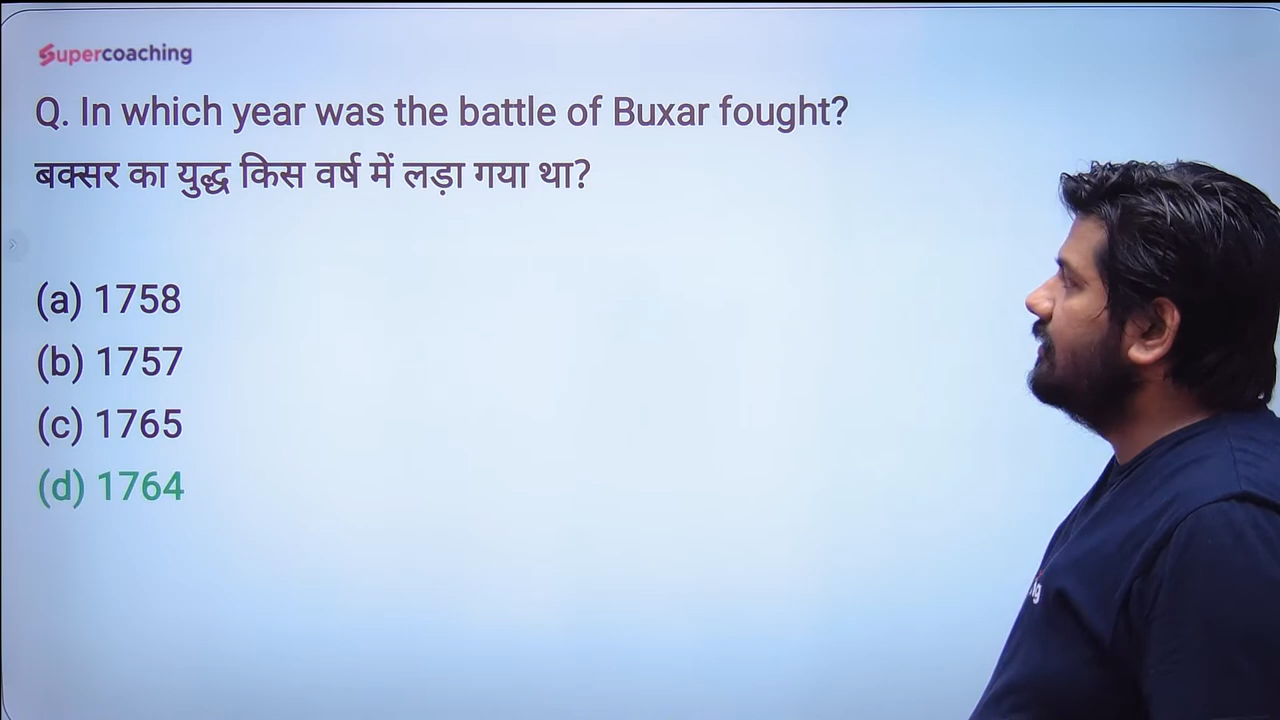 Supercoaching
Q. In which year was the battle of Buxar fought?
बक्सर का युद्ध किस वर्ष में लड़ा गया था?
(a) 1758
(b) 1757
(c) 1765
(d) 1764